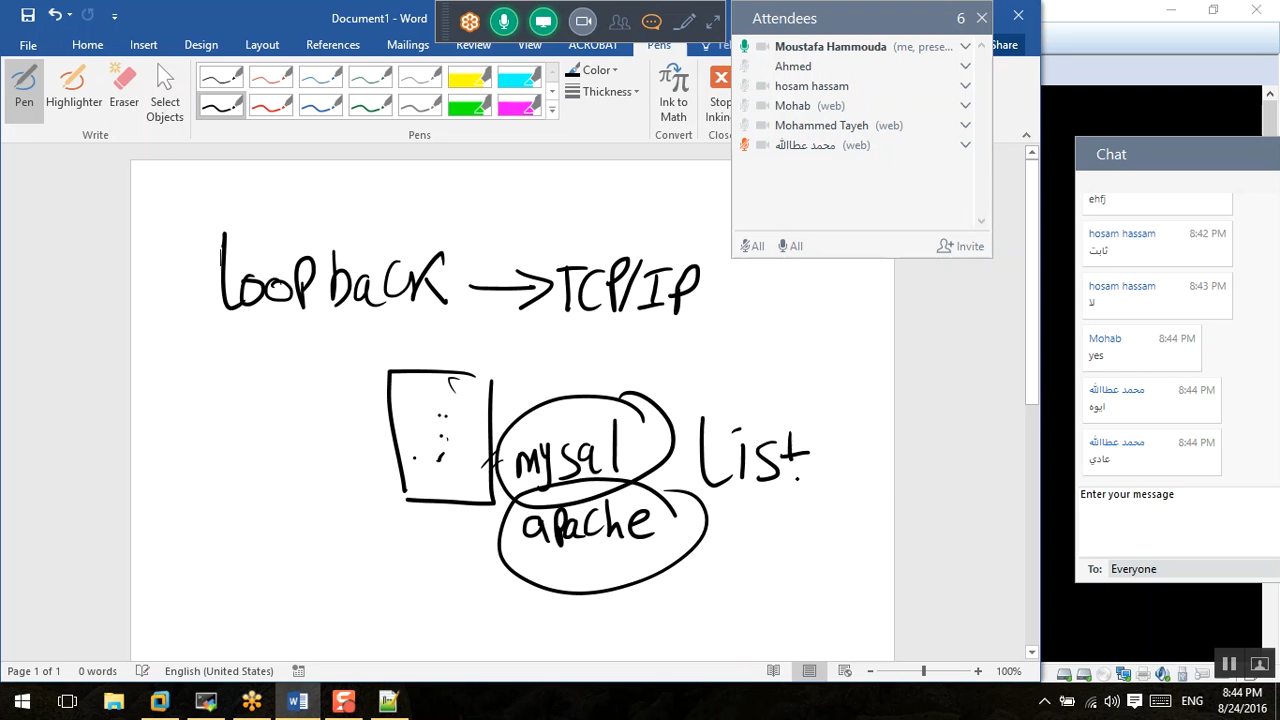 Document1 - Word
Attendees 6
File Home Insert Design Layout References Mailings Review View ACROBAT Pens Tel Share
Pen Highlighter Eraser Select Objects
Write
Pens
Color
Thickness
Ink to Math
Convert
Stop Inking
Clos
Moustafa Hammouda (me, prese...
Ahmed
hosam hassam
Mohab (web)
Mohammed Tayeh (web)
محمد عطاالله (web)
All All Invite
Chat
ehfj
hosam hassam 8:42 PM
ثابت
hosam hassam 8:43 PM
لا
Mohab 8:44 PM
yes
محمد عطاالله 8:44 PM
ايوه
محمد عطاالله 8:44 PM
عادي
Enter your message
To: Everyone
Loopback → TCP/IP
mysql List
apache
Page 1 of 1 0 words English (United States) 100%
ENG 8:44 PM
8/24/2016